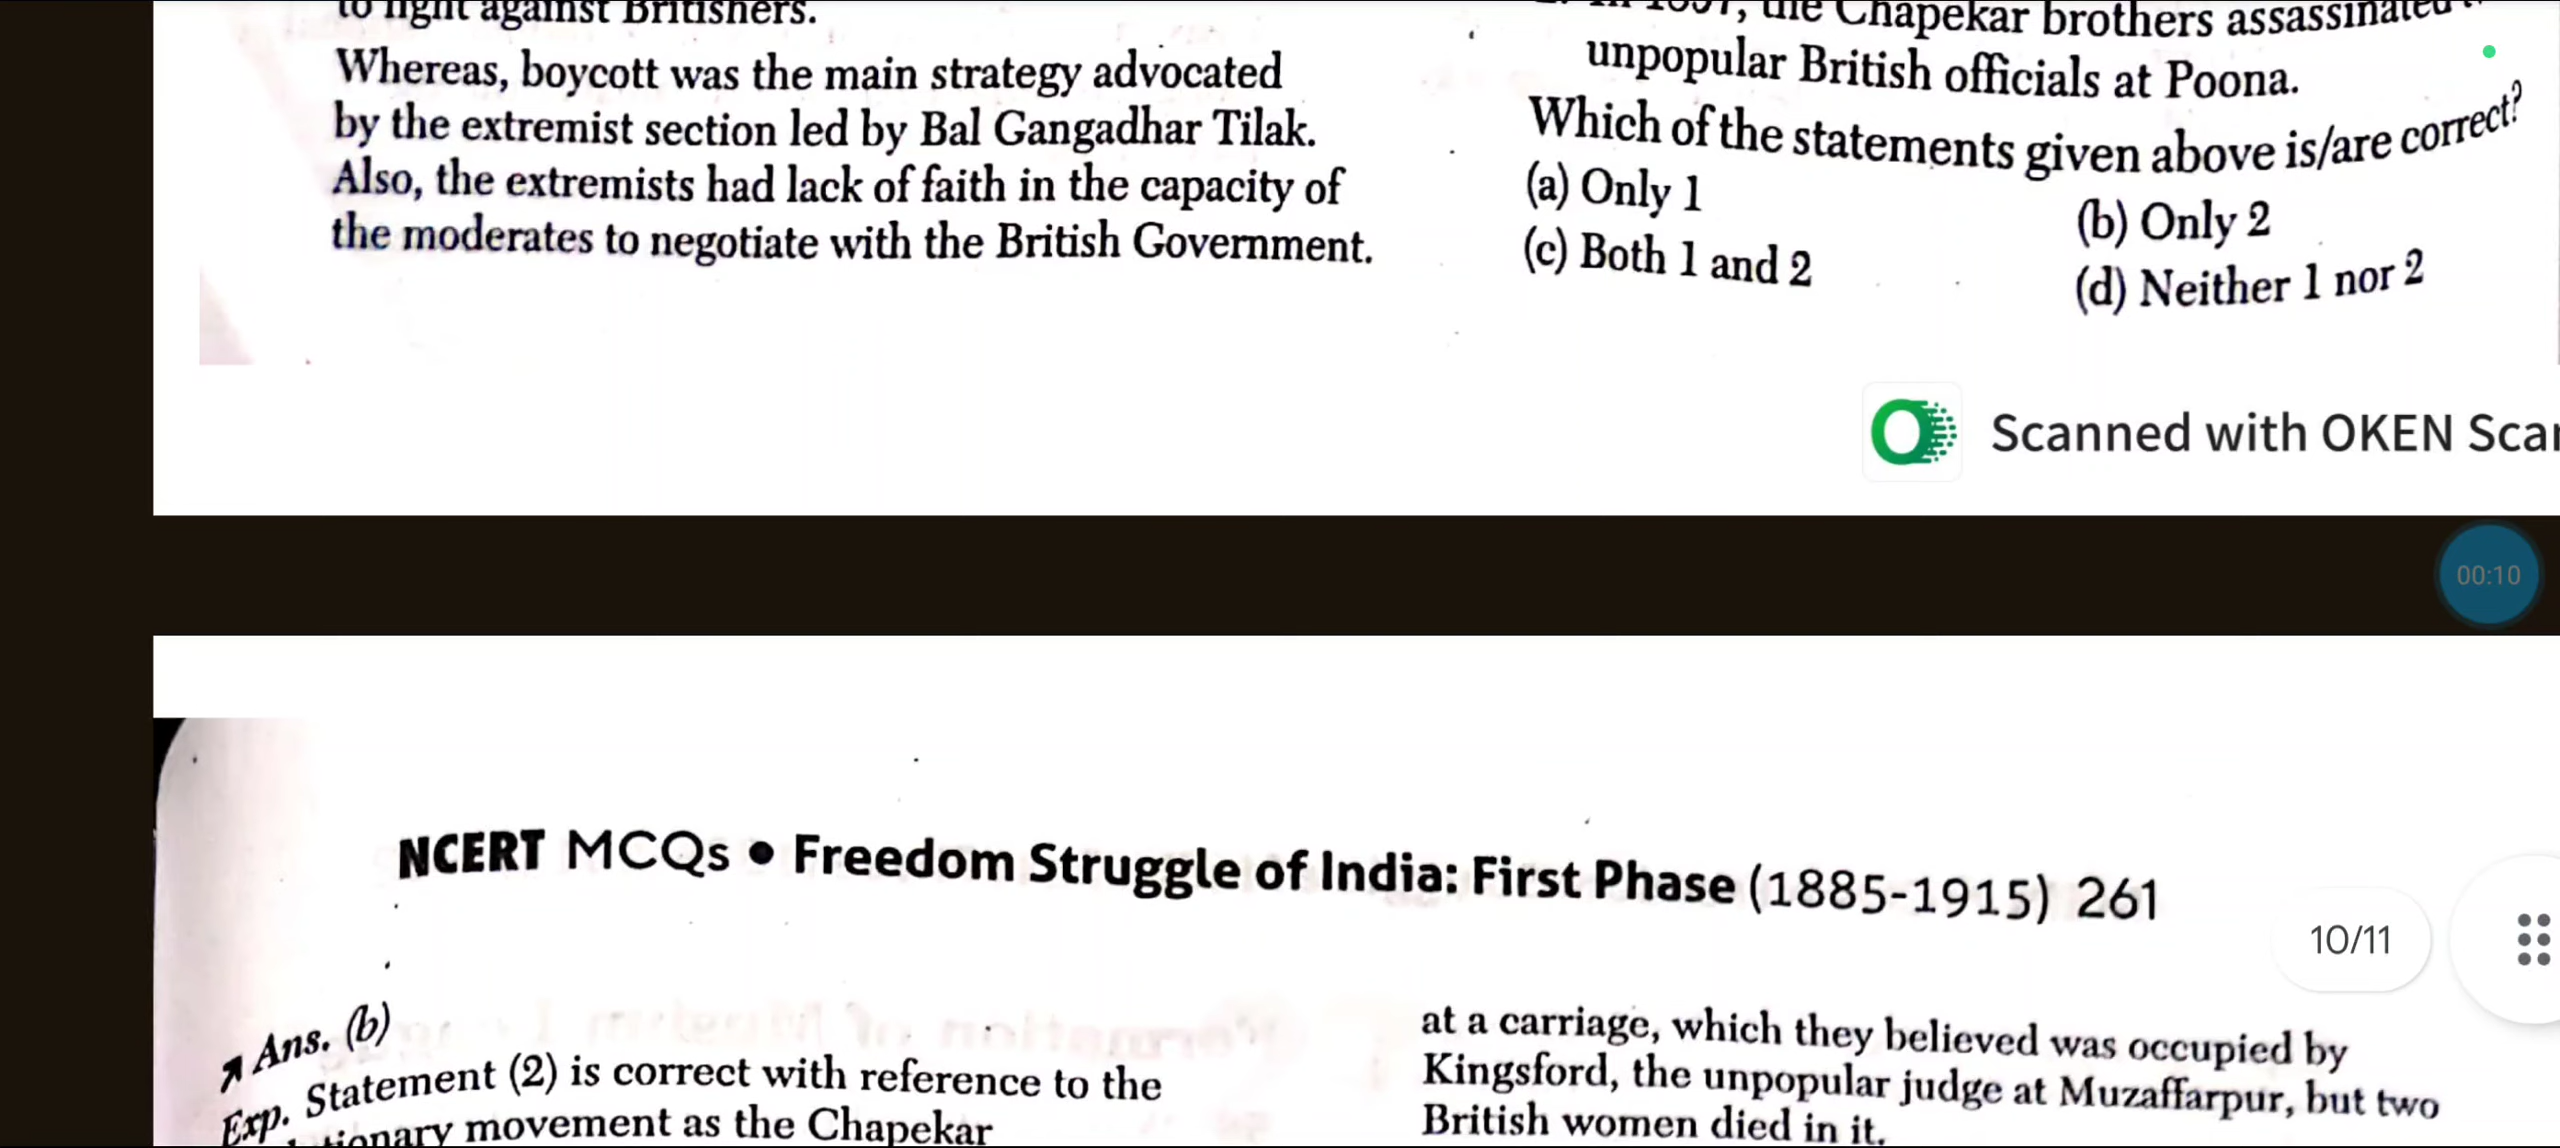 to fight against Britishers.
Whereas, boycott was the main strategy advocated
by the extremist section led by Bal Gangadhar Tilak.
Also, the extremists had lack of faith in the capacity of
the moderates to negotiate with the British Government.
the Chapekar brothers assassinated
unpopular British officials at Poona.
Which of the statements given above is/are correct?
(a) Only 1
(b) Only 2
(c) Both 1 and 2
(d) Neither 1 nor 2
Scanned with OKEN
00:10
NCERT MCQs • Freedom Struggle of India: First Phase (1885-1915) 261
10/11
Ans. (b)
Exp. Statement (2) is correct with reference to the
movement as the Chapekar
at a carriage, which they believed was occupied by
Kingsford, the unpopular judge at Muzaffarpur, but two
British women died in it.